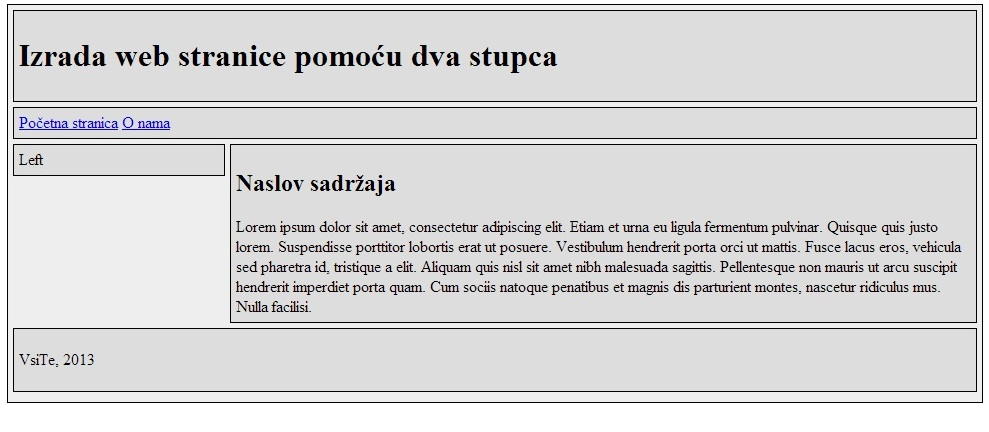 Izrada web stranice pomoću dva stupca
Početna stranica O nama
Left
Naslov sadržaja
Lorem ipsum dolor sit amet, consectetur adipiscing elit. Etiam et urna eu ligula fermentum pulvinar. Quisque quis justo
lorem. Suspendisse porttitor lobortis erat ut posuere. Vestibulum hendrerit porta orci ut mattis. Fusce lacus eros, vehicula
sed pharetra id, tristique a elit. Aliquam quis nisl sit amet nibh malesuada sagittis. Pellentesque non mauris ut arcu suscipit
hendrerit imperdiet porta quam. Cum sociis natoque penatibus et magnis dis parturient montes, nascetur ridiculus mus.
Nulla facilisi.
VsiTe, 2013